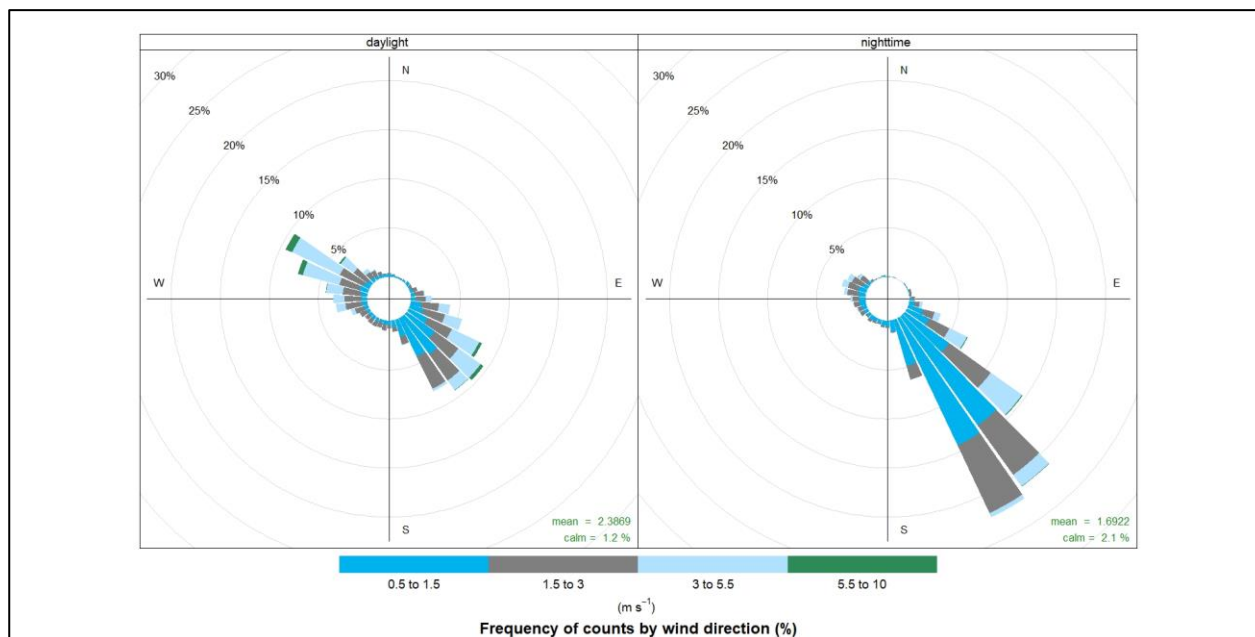 daylight
N
30%
25%
20%
15%
10%
5%
W
E
S
mean = 2.3869
calm = 1.2 %
nighttime
N
30%
25%
20%
15%
10%
5%
W
E
S
mean = 1.6922
calm = 2.1 %
0.5 to 1.5
1.5 to 3
3 to 5.5
5.5 to 10
(m s⁻¹)
Frequency of counts by wind direction (%)